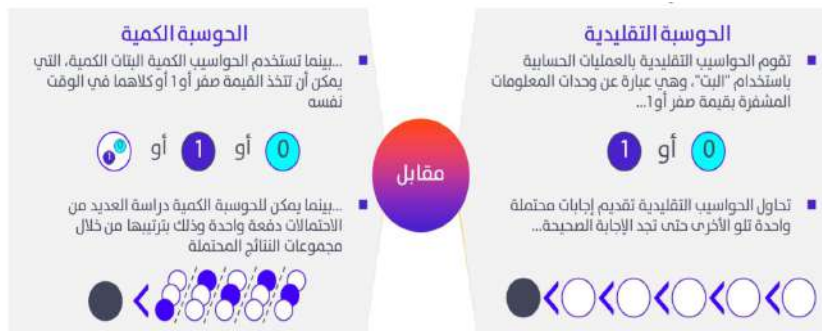 الحوسبة التقليدية
تقوم الحواسيب التقليدية بالعمليات الحسابية
باستخدام "البت"، وهي عبارة عن وحدات المعلومات
المشفرة بقيمة صفر أو1...
0 أو 1
تحاول الحواسيب التقليدية تقديم إجابات محتملة
واحدة تلو الأخرى حتى تجد الإجابة الصحيحة...
مقابل
الحوسبة الكمية
...بينما تستخدم الحواسيب الكمية البتات الكمية، التي
يمكن أن تتخذ القيمة صفر أو1 أو كلاهما في الوقت
نفسه
0 أو 1 أو 0 1
...بينما يمكن للحوسبة الكمية دراسة العديد من
الاحتمالات دفعة واحدة وذلك بترتيبها من خلال
مجموعات النتائج المحتملة